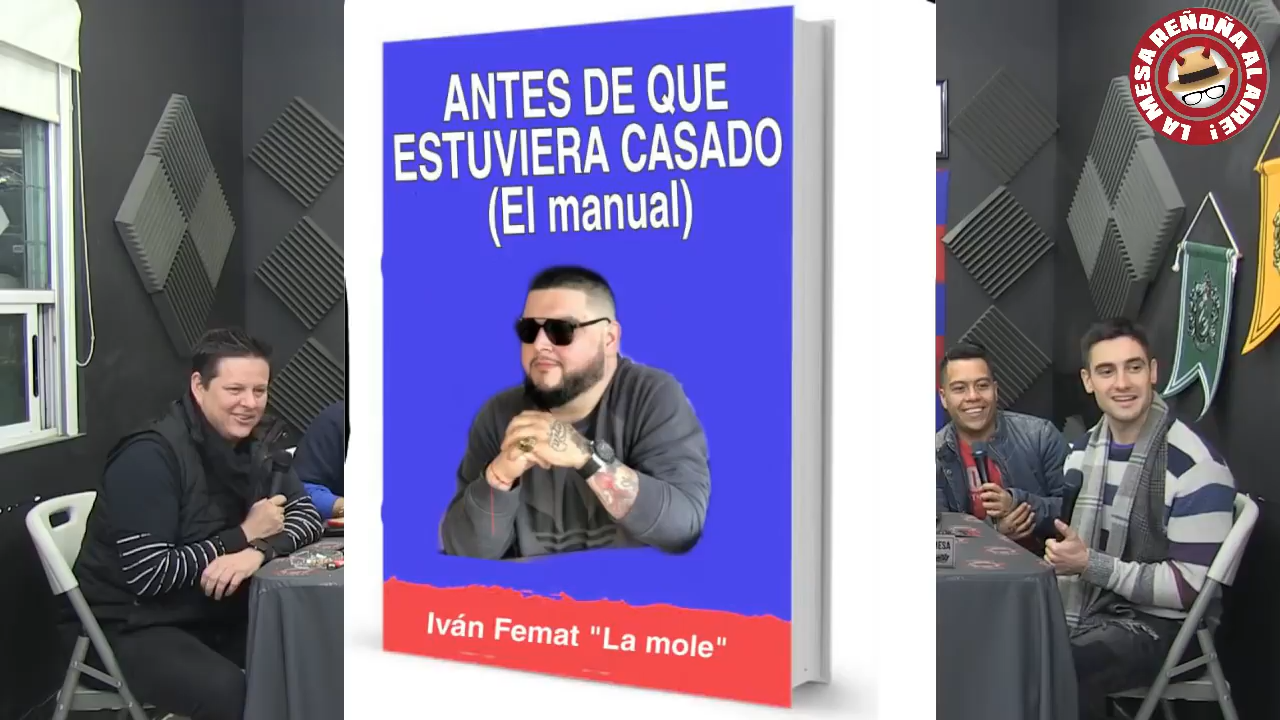 ANTES DE QUE
ESTUVIERA CASADO
(El manual)
Iván Femat "La mole"
LA MESA REÑOÑA AL AIRE!